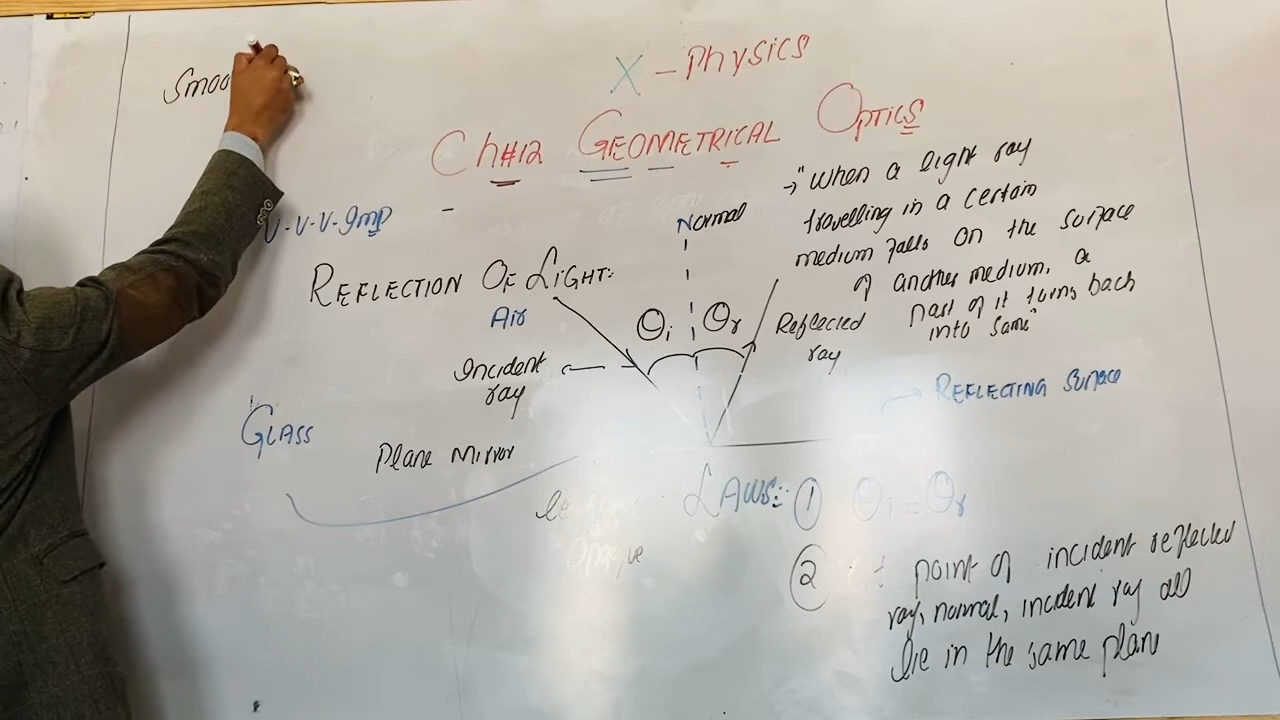 Smoo
X - Physics
Ch#12 GEOMETRICAL OPTICS
V-V-V-Imp
REFLECTION OF LIGHT:
→ "When a light ray
travelling in a certain
medium falls on the surface
of another medium, a
part of it turns back
into same"
Normal
Air
θi
θr
Incident
ray
Reflected
ray
GLASS
Plane Mirror
→ REFLECTING Surface
LAWS:: ① θi = θr
opaque
② point of incident reflected
ray, normal, incident ray all
lie in the same plane